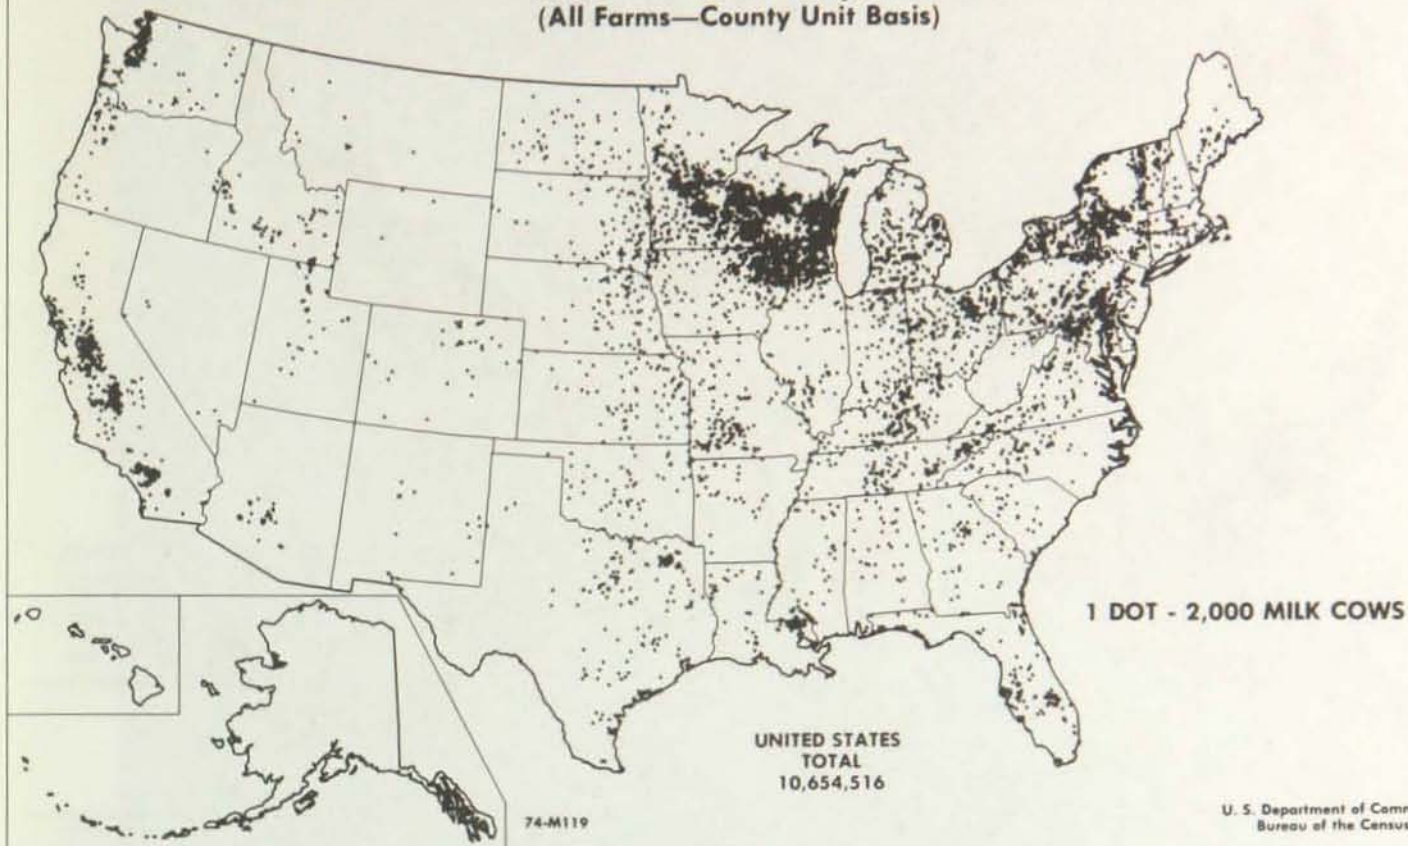 (All Farms—County Unit Basis)
1 DOT - 2,000 MILK COWS
UNITED STATES
TOTAL
10,654,516
74-M119
U. S. Department of
Bureau of the Census